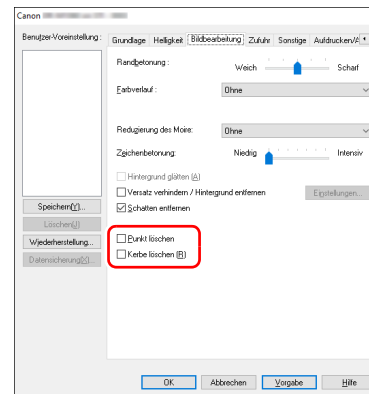 Canon
Benutzer-Voreinstellung :
Grundlage Helligkeit Bildbearbeitung Zufuhr Sonstige Aufdrucken/A
Randbetonung :
Weich Scharf
Farbverlauf :
Ohne
Reduzierung des Moire:
Ohne
Zeichenbetonung:
Niedrig Intensiv
Hintergrund glätten (A)
Versatz verhindern / Hintergrund entfernen
Einstellungen...
Schatten entfernen
Speichern(Y)...
Löschen(J)
Wiederherstellung...
Datensicherung(X)...
Punkt löschen
Kerbe löschen (R)
OK Abbrechen Vorgabe Hilfe